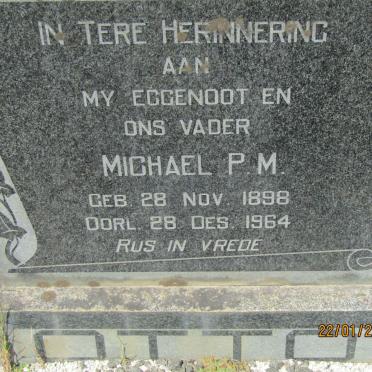 IN TERE HERINNERING
AAN
MY EGGENOOT EN
ONS VADER
MICHAEL P. M.
GEB. 28 NOV. 1898
OORL. 28 DES. 1964
RUS IN VREDE
OTTO
22/01/2